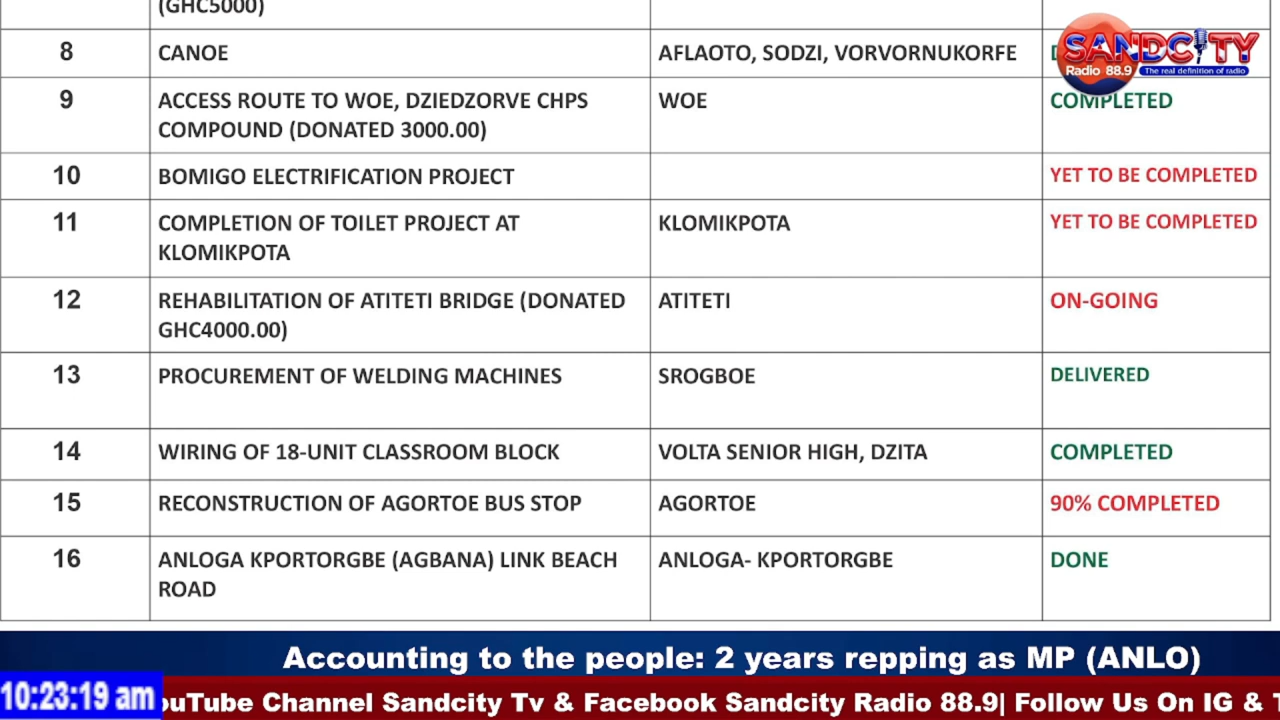 (GHC5000)
8 CANOE AFLAOTO, SODZI, VORVORNUKORFE
SANDCITY
Radio 88.9 The real definition of radio
9 ACCESS ROUTE TO WOE, DZIEDZORVE CHPS WOE COMPLETED
COMPOUND (DONATED 3000.00)
10 BOMIGO ELECTRIFICATION PROJECT YET TO BE COMPLETED
11 COMPLETION OF TOILET PROJECT AT KLOMIKPOTA YET TO BE COMPLETED
KLOMIKPOTA
12 REHABILITATION OF ATITETI BRIDGE (DONATED ATITETI ON-GOING
GHC4000.00)
13 PROCUREMENT OF WELDING MACHINES SROGBOE DELIVERED
14 WIRING OF 18-UNIT CLASSROOM BLOCK VOLTA SENIOR HIGH, DZITA COMPLETED
15 RECONSTRUCTION OF AGORTOE BUS STOP AGORTOE 90% COMPLETED
16 ANLOGA KPORTORGBE (AGBANA) LINK BEACH ANLOGA- KPORTORGBE DONE
ROAD
Accounting to the people: 2 years repping as MP (ANLO)
10:23:19 am ouTube Channel Sandcity Tv & Facebook Sandcity Radio 88.9| Follow Us On IG &